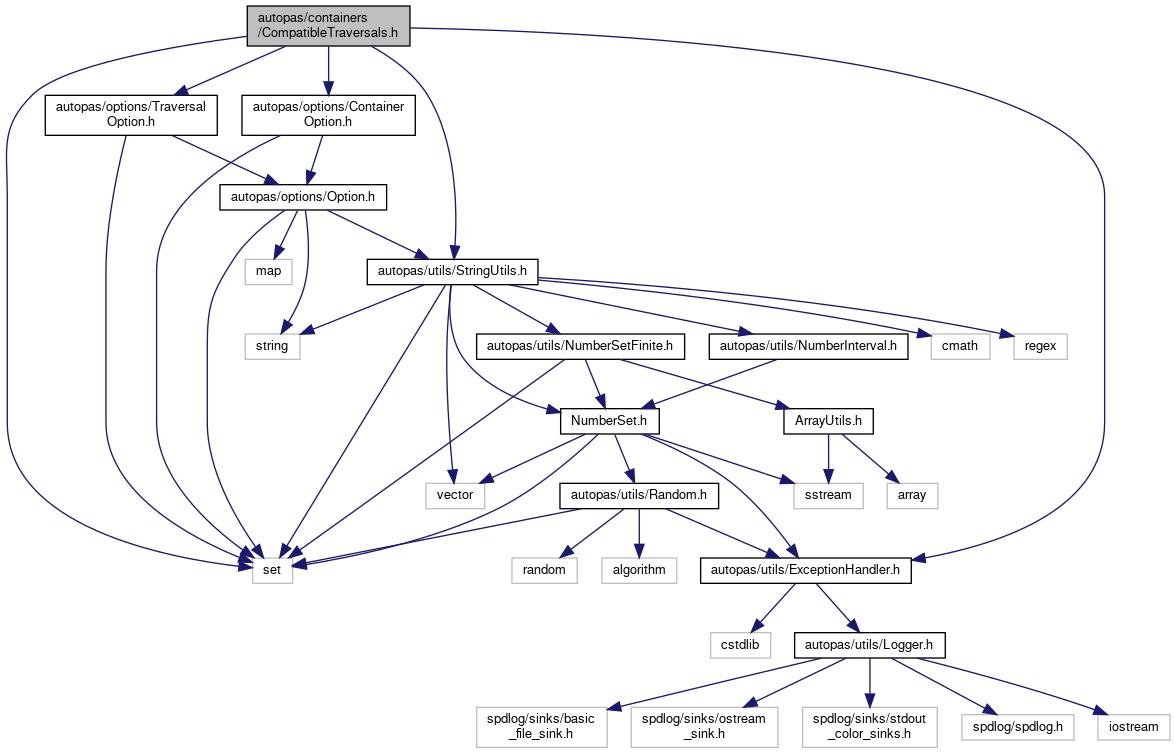 autopas/containers
/CompatibleTraversals.h
autopas/options/Traversal
Option.h
autopas/options/Container
Option.h
autopas/options/Option.h
map
autopas/utils/StringUtils.h
string
autopas/utils/NumberSetFinite.h
autopas/utils/NumberInterval.h
cmath
regex
NumberSet.h
ArrayUtils.h
vector
autopas/utils/Random.h
sstream
array
set
random
algorithm
autopas/utils/ExceptionHandler.h
cstdlib
autopas/utils/Logger.h
spdlog/sinks/basic
_file_sink.h
spdlog/sinks/ostream
_sink.h
spdlog/sinks/stdout
_color_sinks.h
spdlog/spdlog.h
iostream